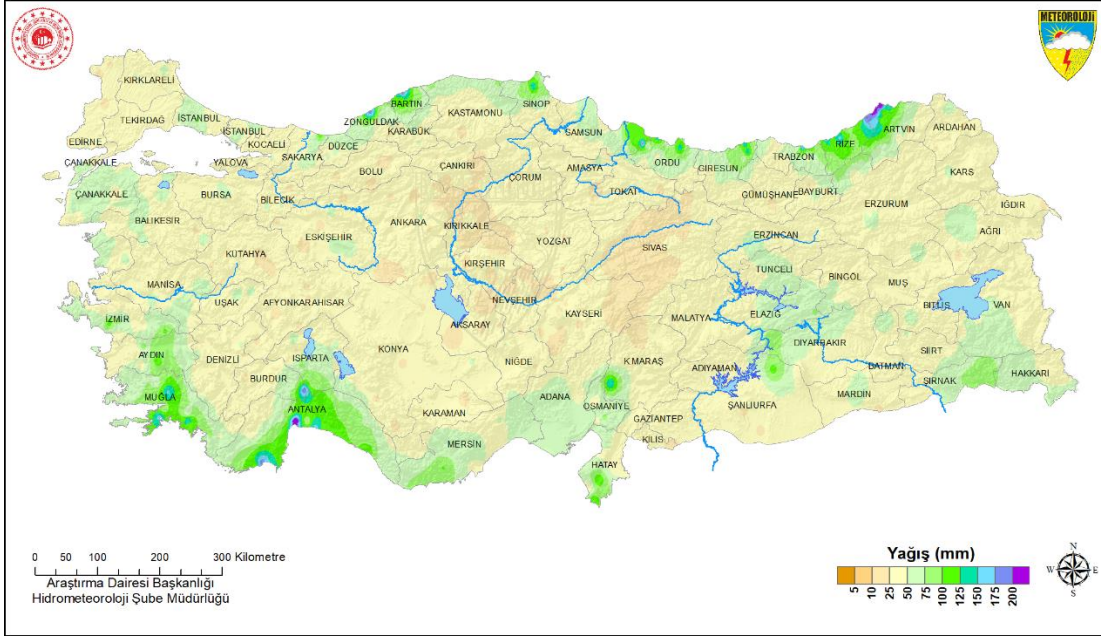 METEOROLOJİ
KIRKLARELİ
TEKİRDAĞ
EDİRNE
İSTANBUL
İSTANBUL
KOCAELİ
ÇANAKKALE
YALOVA
SAKARYA
DÜZCE
ZONGULDAK
BARTIN
KARABÜK
KASTAMONU
SİNOP
SAMSUN
ORDU
GİRESUN
TRABZON
RİZE
ARTVİN
ARDAHAN
KARS
ÇANAKKALE
BALIKESİR
BURSA
BİLECİK
BOLU
ÇANKIRI
ÇORUM
AMASYA
TOKAT
GÜMÜŞHANE
BAYBURT
ERZURUM
IĞDIR
AĞRI
KÜTAHYA
ESKİŞEHİR
ANKARA
KIRIKKALE
YOZGAT
SİVAS
ERZİNCAN
TUNCELİ
BİNGÖL
MUŞ
BİTLİS
VAN
MANİSA
UŞAK
AFYONKARAHİSAR
KIRŞEHİR
NEVŞEHİR
KAYSERİ
MALATYA
ELAZIĞ
DİYARBAKIR
İZMİR
AYDIN
DENİZLİ
ISPARTA
KONYA
AKSARAY
NİĞDE
K.MARAŞ
ADIYAMAN
BATMAN
SİİRT
ŞIRNAK
HAKKARİ
MUĞLA
BURDUR
ANTALYA
KARAMAN
MERSİN
ADANA
OSMANİYE
GAZİANTEP
KİLİS
ŞANLIURFA
MARDİN
HATAY
0 50 100 200 300 Kilometre
Araştırma Dairesi Başkanlığı
Hidrometeoroloji Şube Müdürlüğü
Yağış (mm)
5 10 25 50 75 100 125 150 175 200
N
W E
S